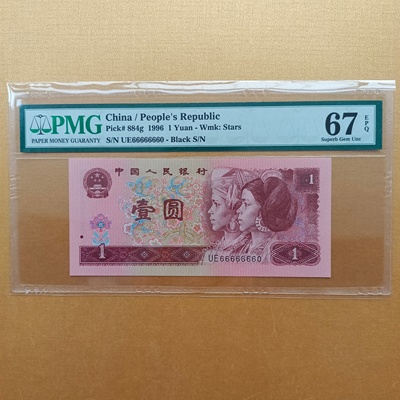 PMG
PAPER MONEY GUARANTY
China / People's Republic
Pick# 884g 1996 1 Yuan - Wmk: Stars
S/N UE66666660 - Black S/N
67 EPQ
Superb Gem Unc
中国人民银行
壹圆
1
1
1
UE66666660